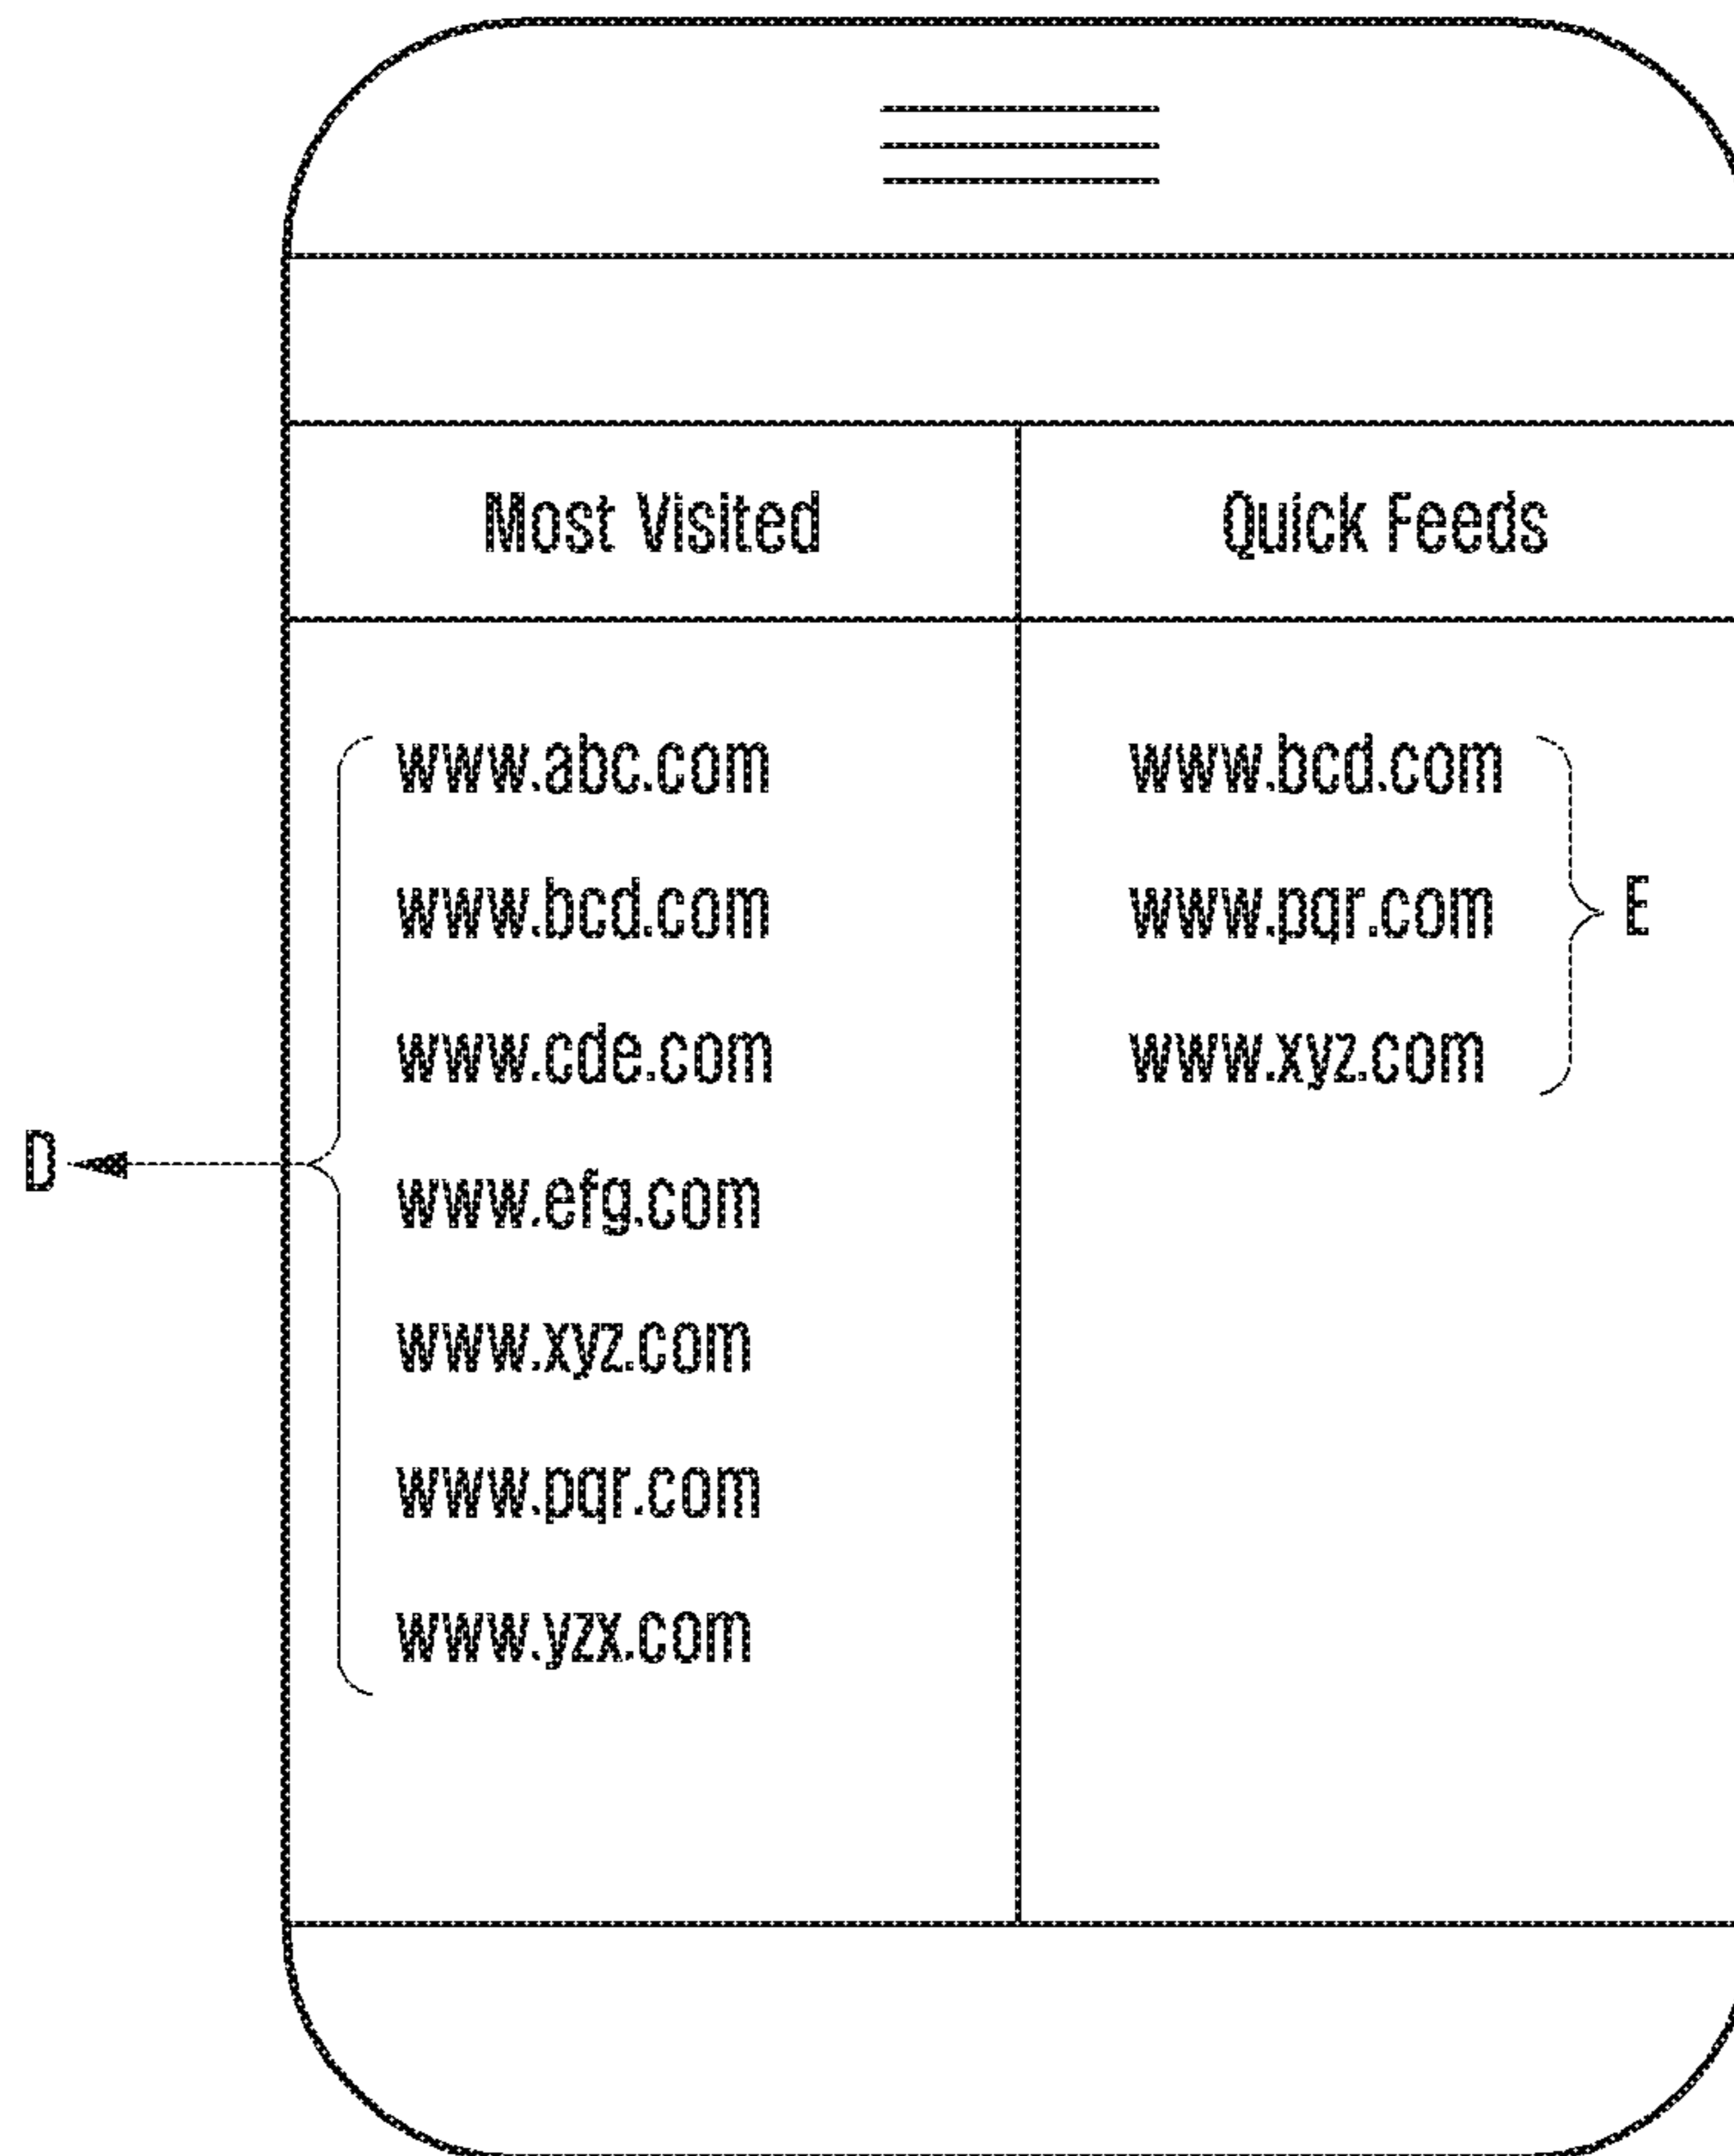 Most Visited
Quick Feeds
www.abc.com
www.bcd.com
www.cde.com
www.efg.com
www.xyz.com
www.pqr.com
www.yzx.com
D
www.bcd.com
www.pqr.com
www.xyz.com
E